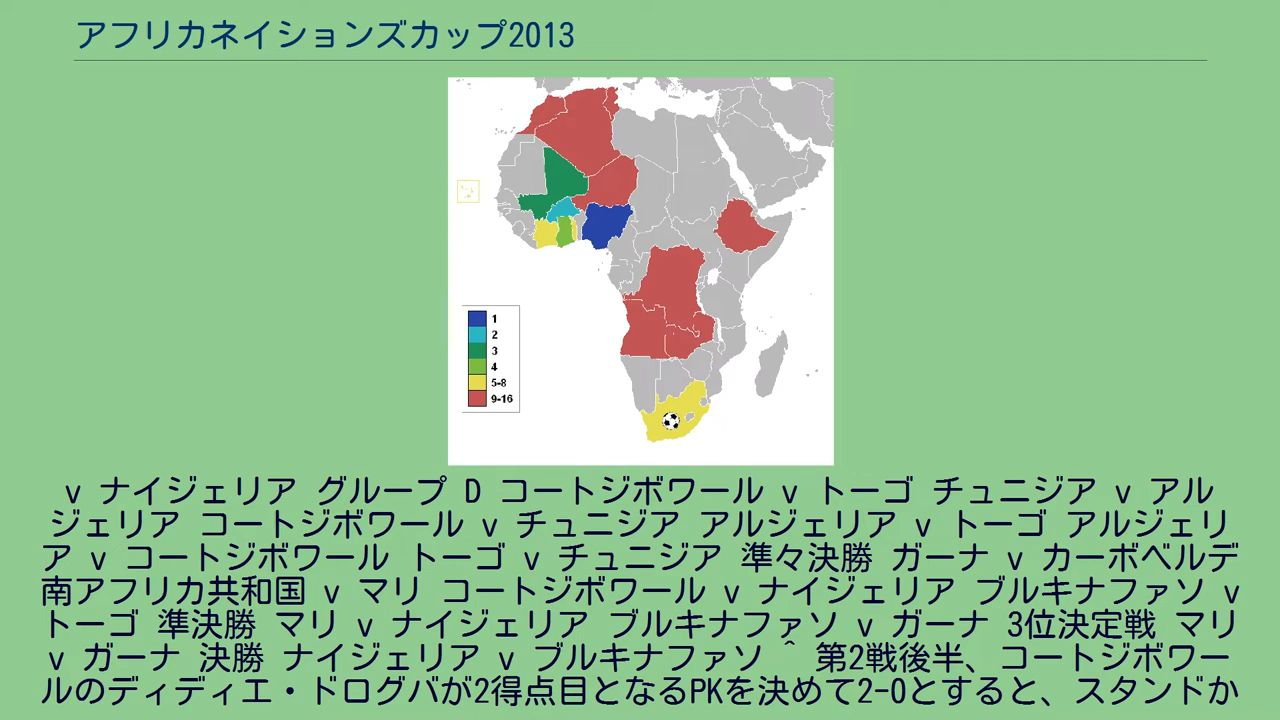 アフリカネイションズカップ2013
1
2
3
4
5-8
9-16
v ナイジェリア グループ D コートジボワール v トーゴ チュニジア v アル
ジェリア コートジボワール v チュニジア アルジェリア v トーゴ アルジェリ
ア v コートジボワール トーゴ v チュニジア 準々決勝 ガーナ v カーボベルデ
南アフリカ共和国 v マリ コートジボワール v ナイジェリア ブルキナファソ v
トーゴ 準決勝 マリ v ナイジェリア ブルキナファソ v ガーナ 3位決定戦 マリ
v ガーナ 決勝 ナイジェリア v ブルキナファソ ^ 第2戦後半、コートジボワー
ルのディディエ・ドログバが2得点目となるPKを決めて2-0とすると、スタンドか